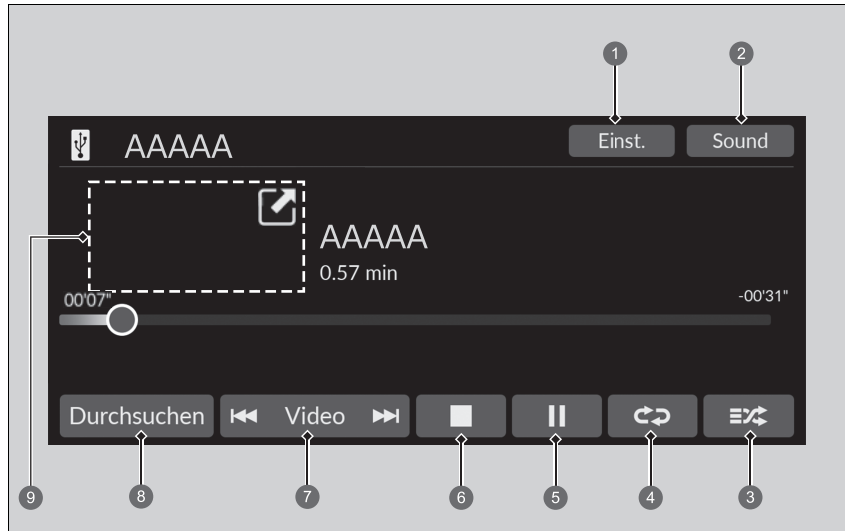 1 2
AAAAA Einst. Sound
AAAAA
9
0.57 min
00'07" -00'31"
Durchsuchen Video
9 8 7 6 5 4 3